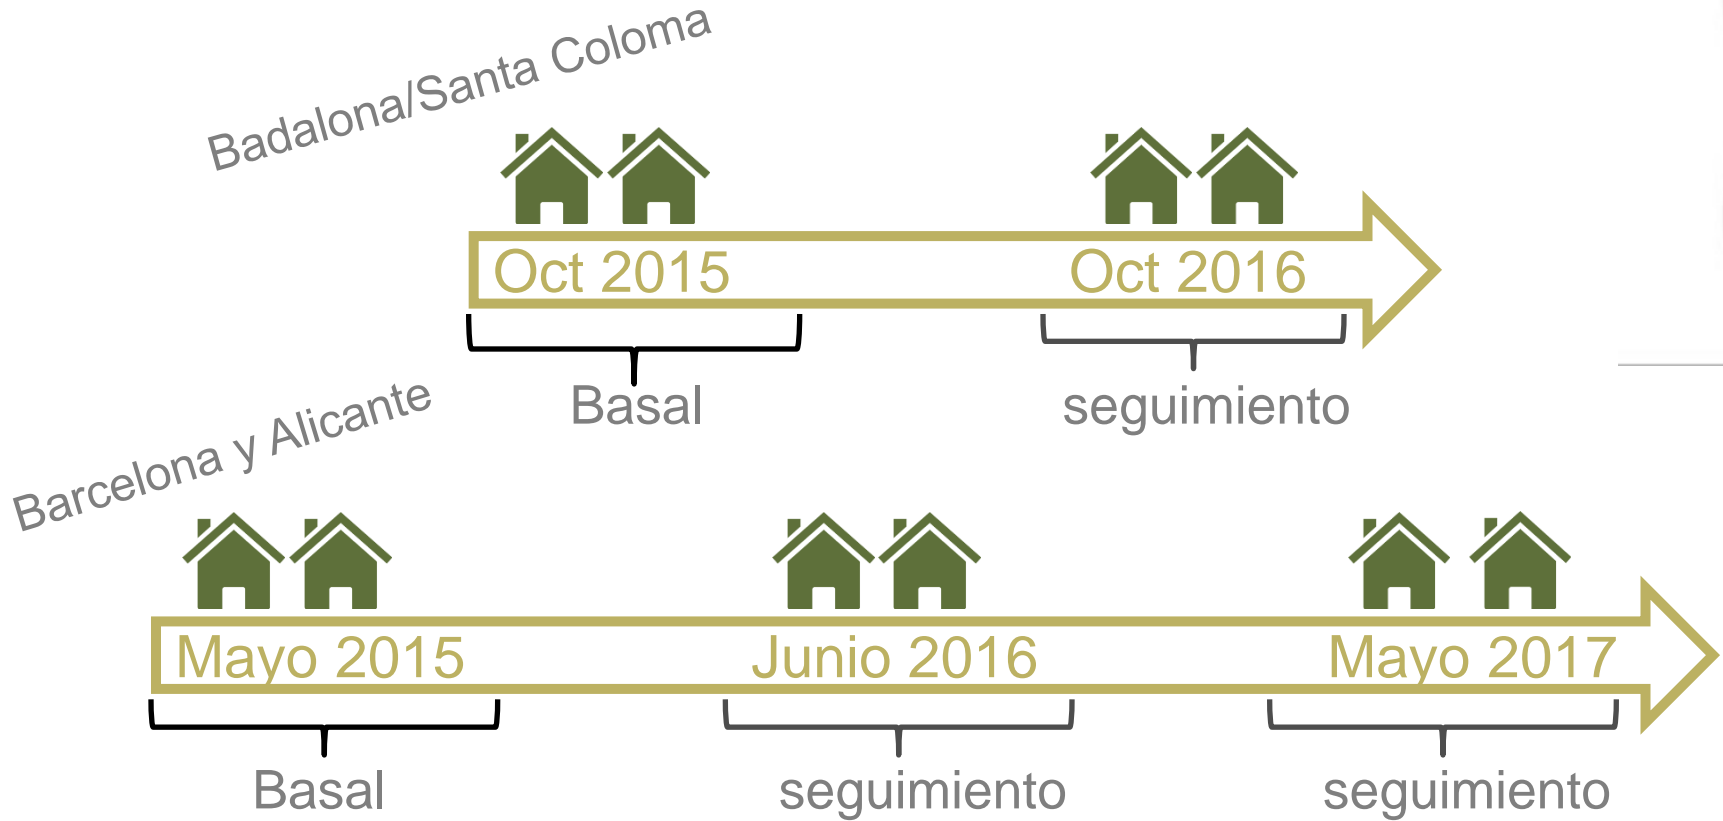 Badalona/Santa Coloma
Oct 2015
Oct 2016
Basal
seguimiento
Barcelona y Alicante
Mayo 2015
Junio 2016
Mayo 2017
Basal
seguimiento
seguimiento